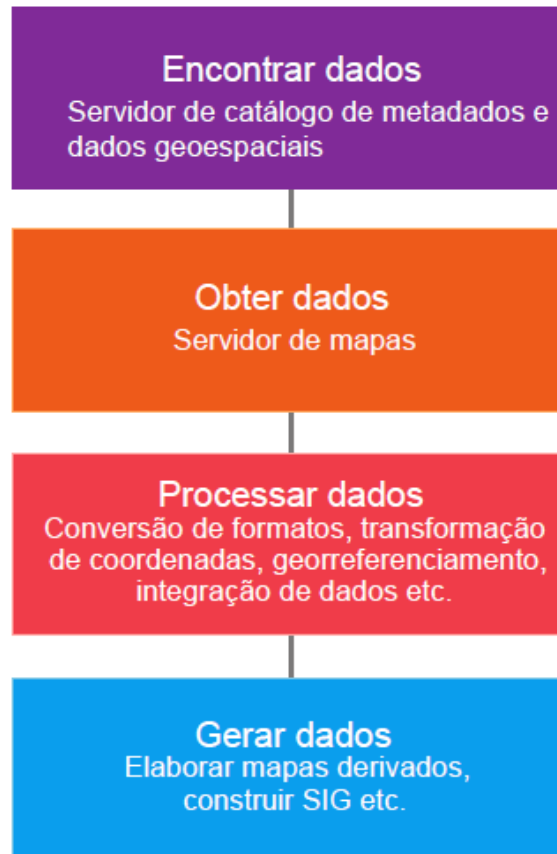 Encontrar dados
Servidor de catálogo de metadados e
dados geoespaciais
Obter dados
Servidor de mapas
Processar dados
Conversão de formatos, transformação
de coordenadas, georreferenciamento,
integração de dados etc.
Gerar dados
Elaborar mapas derivados,
construir SIG etc.